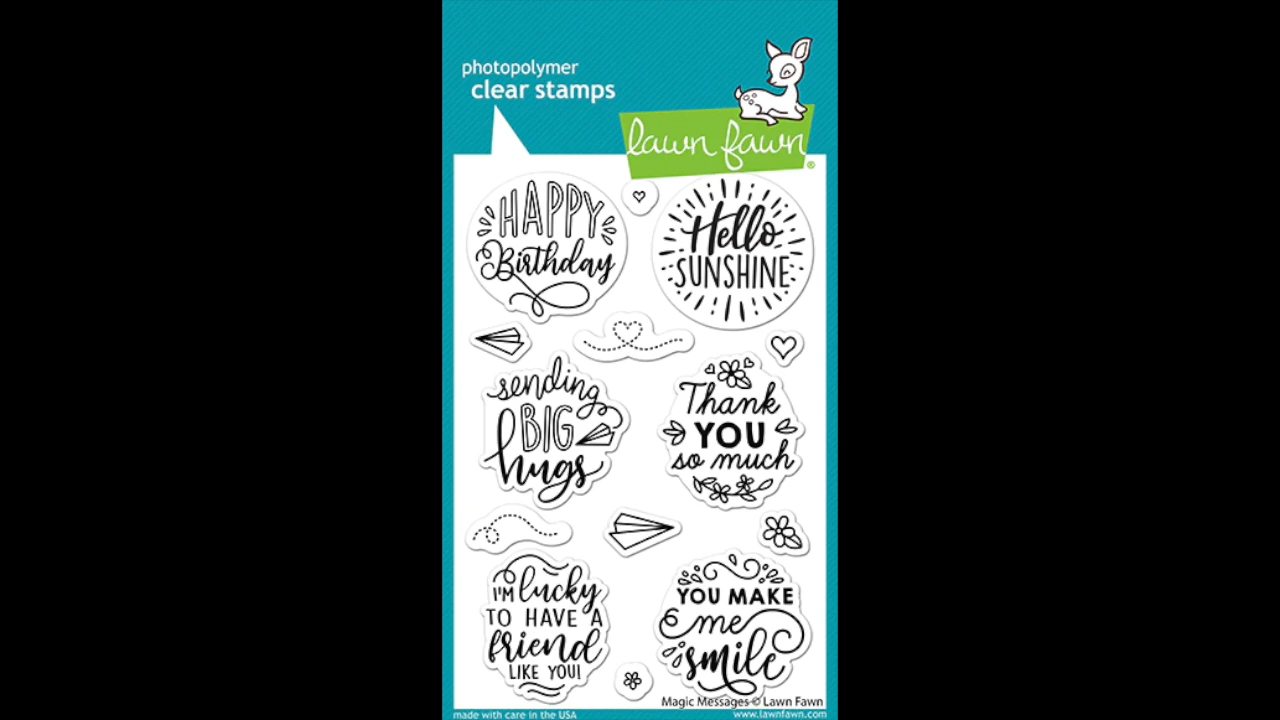 photopolymer
clear stamps
lawn fawn®
HAPPY
Birthday
Hello
SUNSHINE
sending
BIG
hugs
Thank
YOU
so much
I'M lucky
TO HAVE A
friend
LIKE YOU!
YOU MAKE
me
smile
Magic Messages © Lawn Fawn
made with care in the USA
www.lawnfawn.com